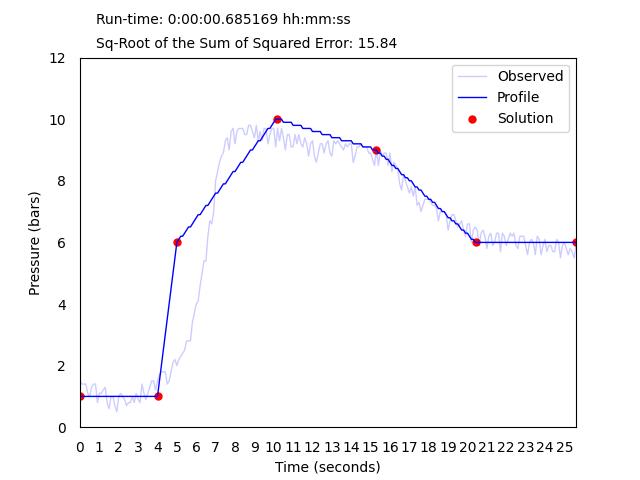 Run-time: 0:00:00.685169 hh:mm:ss
Sq-Root of the Sum of Squared Error: 15.84
12
10
8
6
4
2
0
Pressure (bars)
Observed
Profile
Solution
0 1 2 3 4 5 6 7 8 9 10 11 12 13 14 15 16 17 18 19 20 21 22 23 24 25
Time (seconds)